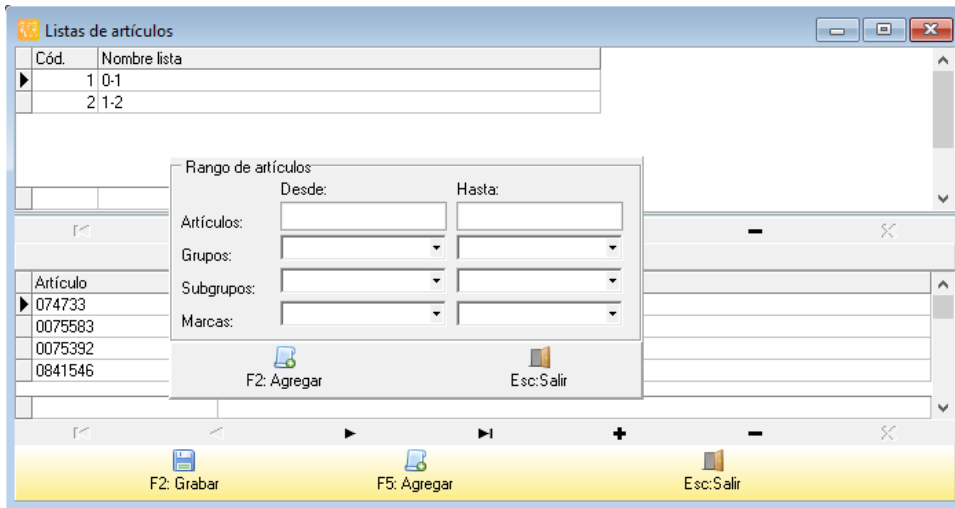 Listas de artículos
Cód. Nombre lista
1 0-1
2 1-2
Rango de artículos
Desde: Hasta:
Artículos:
Grupos:
Subgrupos:
Marcas:
F2: Agregar Esc:Salir
Artículo
074733
0075583
0075392
0841546
F2: Grabar F5: Agregar Esc:Salir